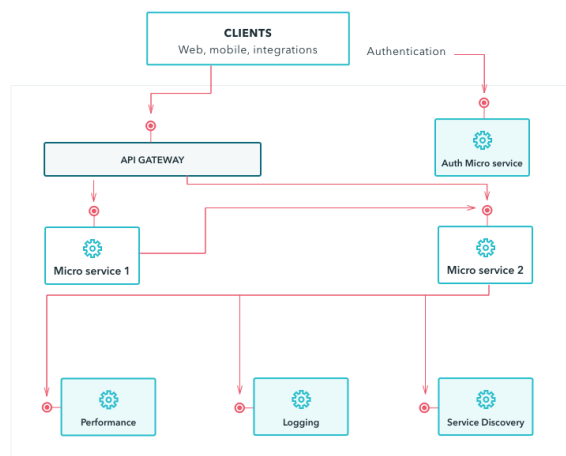 CLIENTS
Web, mobile, integrations
Authentication
API GATEWAY
Auth Micro service
Micro service 1
Micro service 2
Performance
Logging
Service Discovery